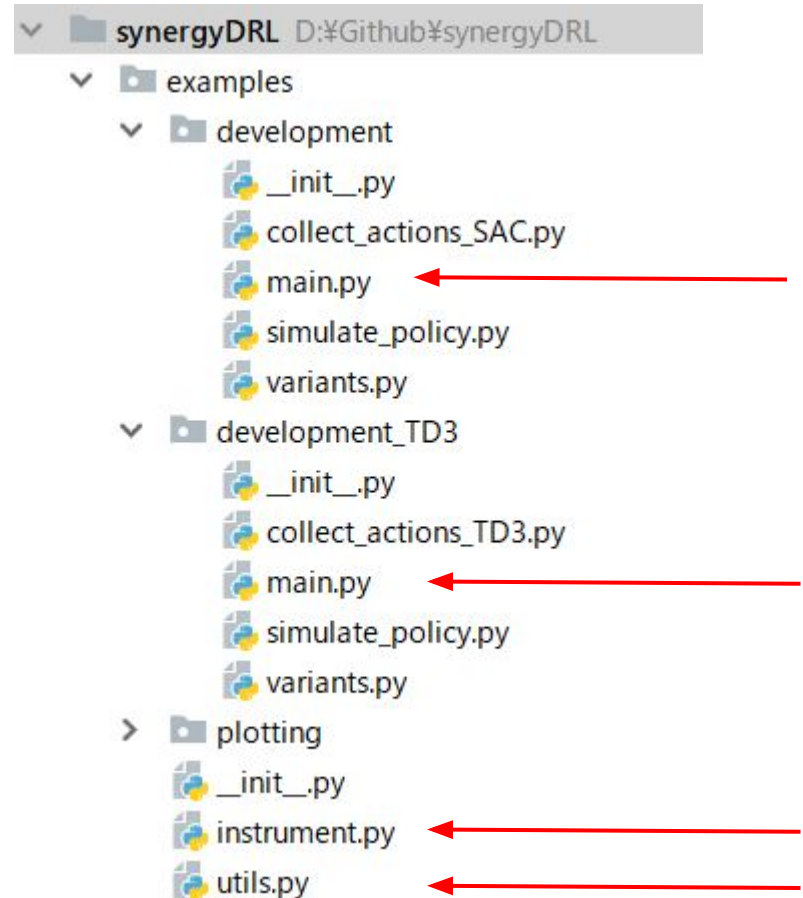 synergyDRL D:¥Github¥synergyDRL
examples
development
__init__.py
collect_actions_SAC.py
main.py
simulate_policy.py
variants.py
development_TD3
__init__.py
collect_actions_TD3.py
main.py
simulate_policy.py
variants.py
plotting
__init__.py
instrument.py
utils.py